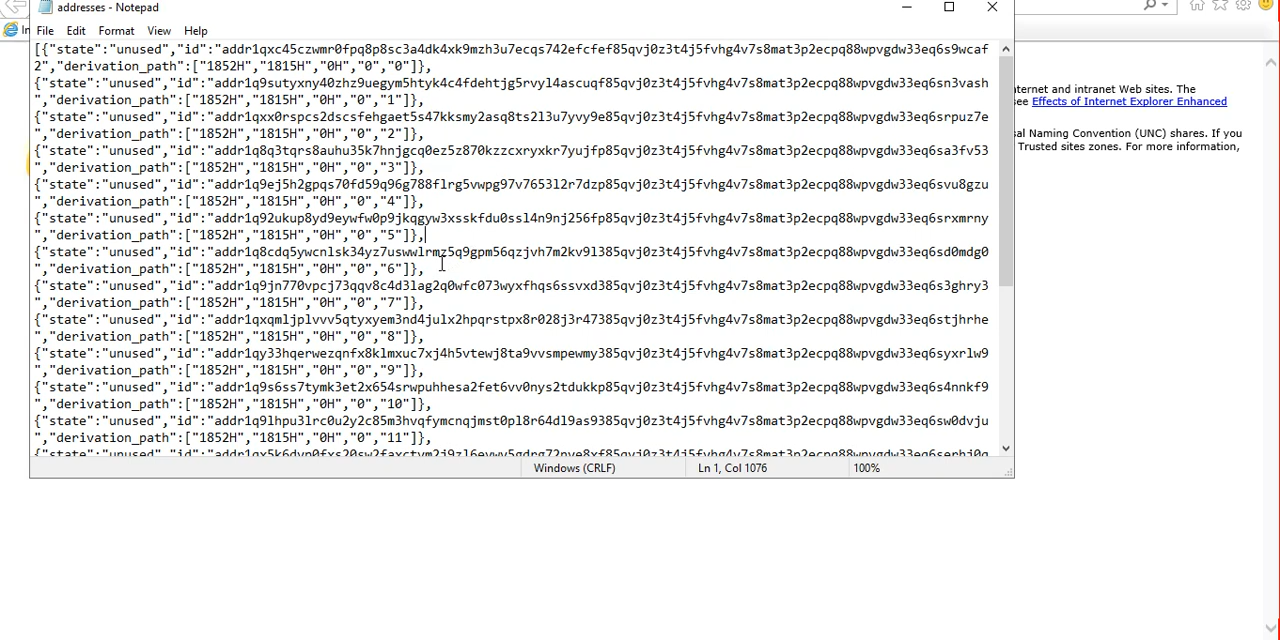 addresses - Notepad
File Edit Format View Help
[{"state":"unused","id":"addr1qxc45czwmr0fpq8p8sc3a4dk4xk9mzh3u7ecqs742efcfef85qvj0z3t4j5fvhg4v7s8mat3p2ecpq88wpvgdw33eq6s9wcaf
2","derivation_path":["1852H","1815H","0H","0","0"]},
{"state":"unused","id":"addr1q9sutyxny40zhz9uegym5htyk4c4fdehtjg5rvyl4ascuqf85qvj0z3t4j5fvhg4v7s8mat3p2ecpq88wpvgdw33eq6sn3vash
","derivation_path":["1852H","1815H","0H","0","1"]},
{"state":"unused","id":"addr1qxx0rspcs2dscsfehgaet5s47kksmy2asq8ts2l3u7yvy9e85qvj0z3t4j5fvhg4v7s8mat3p2ecpq88wpvgdw33eq6srpuz7e
","derivation_path":["1852H","1815H","0H","0","2"]},
{"state":"unused","id":"addr1q8q3tqrs8auhu35k7hnjgcq0ez5z870kzzcxryxkr7yujfp85qvj0z3t4j5fvhg4v7s8mat3p2ecpq88wpvgdw33eq6sa3fv53
","derivation_path":["1852H","1815H","0H","0","3"]},
{"state":"unused","id":"addr1q9ej5h2gpqs70fd59q96g788flrg5vwpg97v7653l2r7dzp85qvj0z3t4j5fvhg4v7s8mat3p2ecpq88wpvgdw33eq6svu8gzu
","derivation_path":["1852H","1815H","0H","0","4"]},
{"state":"unused","id":"addr1q92ukup8yd9eywfw0p9jkqgyw3xsskfdu0ssl4n9nj256fp85qvj0z3t4j5fvhg4v7s8mat3p2ecpq88wpvgdw33eq6srxmrny
","derivation_path":["1852H","1815H","0H","0","5"]},
{"state":"unused","id":"addr1q8cdq5ywcnlsk34yz7uswwlrmz5q9gpm56qzjvh7m2kv9l385qvj0z3t4j5fvhg4v7s8mat3p2ecpq88wpvgdw33eq6sd0mdg0
","derivation_path":["1852H","1815H","0H","0","6"]},
{"state":"unused","id":"addr1q9jn770vpcj73qqv8c4d3lag2q0wfc073wyxfhqs6ssvxd385qvj0z3t4j5fvhg4v7s8mat3p2ecpq88wpvgdw33eq6s3ghry3
","derivation_path":["1852H","1815H","0H","0","7"]},
{"state":"unused","id":"addr1qxqmljplvvv5qtyxyem3nd4julx2hpqrstpx8r028j3r47385qvj0z3t4j5fvhg4v7s8mat3p2ecpq88wpvgdw33eq6stjhrhe
","derivation_path":["1852H","1815H","0H","0","8"]},
{"state":"unused","id":"addr1qy33hqerwezqnfx8klmxuc7xj4h5vtewj8ta9vvsmpewmy385qvj0z3t4j5fvhg4v7s8mat3p2ecpq88wpvgdw33eq6syxrlw9
","derivation_path":["1852H","1815H","0H","0","9"]},
{"state":"unused","id":"addr1q9s6ss7tymk3et2x654srwpuhhesa2fet6vv0nys2tdukkp85qvj0z3t4j5fvhg4v7s8mat3p2ecpq88wpvgdw33eq6s4nnkf9
","derivation_path":["1852H","1815H","0H","0","10"]},
{"state":"unused","id":"addr1q9lhpu3lrc0u2y2c85m3hvqfymcnqjmst0pl8r64dl9as9385qvj0z3t4j5fvhg4v7s8mat3p2ecpq88wpvgdw33eq6sw0dvju
","derivation_path":["1852H","1815H","0H","0","11"]},
Windows (CRLF) Ln 1, Col 1076 100%
In
nternet and intranet Web sites. The
see Effects of Internet Explorer Enhanced
sal Naming Convention (UNC) shares. If you
Trusted sites zones. For more information,